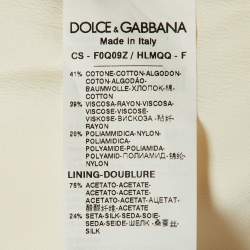 DOLCE & GABBANA
Made in Italy
CS - F0Q09Z / HLMQQ - F
41% COTONE-COTTON-ALGODON-
COTON-ALGODÃO-
BAUMWOLLE-ХЛОПОК-棉
COTTON
39% VISCOSA-RAYON-VISCOSA-
VISCOSE-VISCOSE-
VISKOSE-ВИСКОЗА-粘纤-
RAYON
20% POLIAMMIDICA-NYLON-
POLIAMIDICA-
POLYAMIDE-POLIAMIDA-
POLYAMID-ПОЛИАМИД-锦纶-
NYLON
LINING-DOUBLURE
76% ACETATO-ACETATE-
ACETATO-ACETATE-
ACETATO-ACETAT-АЦЕТАТ-
醋酯纤维-ACETATE
24% SETA-SILK-SEDA-SOIE-
SEDA-SEIDE-ШЕЛК-桑蚕丝-
SILK